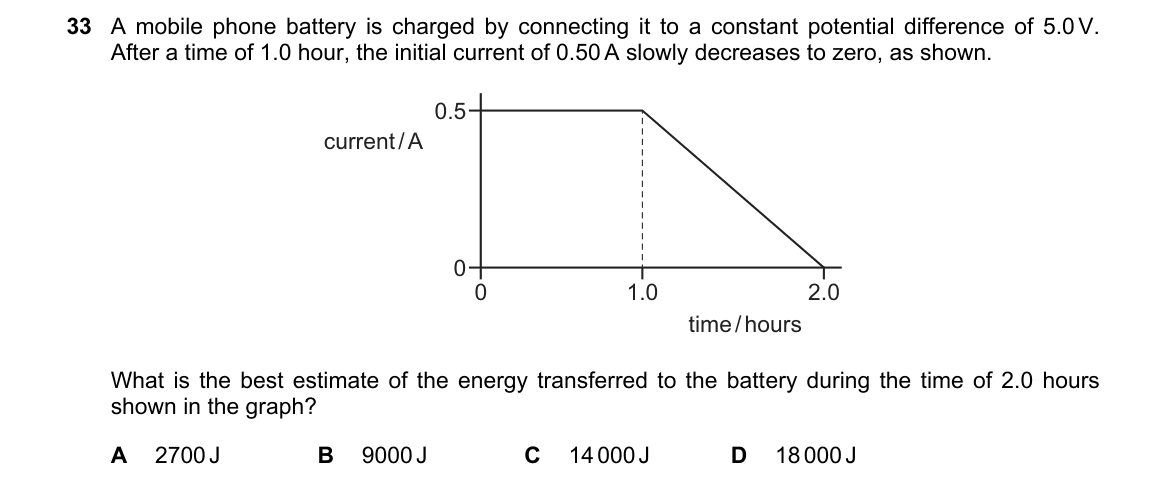 33 A mobile phone battery is charged by connecting it to a constant potential difference of 5.0 V.
After a time of 1.0 hour, the initial current of 0.50 A slowly decreases to zero, as shown.
0.5
current / A
0
0
1.0
2.0
time / hours
What is the best estimate of the energy transferred to the battery during the time of 2.0 hours
shown in the graph?
A 2700 J B 9000 J C 14 000 J D 18 000 J